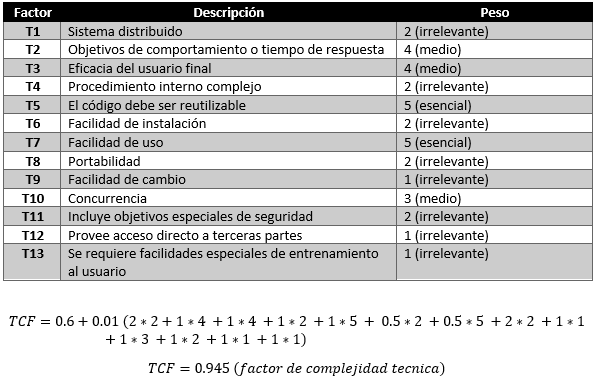 Factor Descripción Peso
T1 Sistema distribuido 2 (irrelevante)
T2 Objetivos de comportamiento o tiempo de respuesta 4 (medio)
T3 Eficacia del usuario final 4 (medio)
T4 Procedimiento interno complejo 2 (irrelevante)
T5 El código debe ser reutilizable 5 (esencial)
T6 Facilidad de instalación 2 (irrelevante)
T7 Facilidad de uso 5 (esencial)
T8 Portabilidad 2 (irrelevante)
T9 Facilidad de cambio 1 (irrelevante)
T10 Concurrencia 3 (medio)
T11 Incluye objetivos especiales de seguridad 2 (irrelevante)
T12 Provee acceso directo a terceras partes 1 (irrelevante)
T13 Se requiere facilidades especiales de entrenamiento 1 (irrelevante)
al usuario
TCF = 0.6 + 0.01 (2 * 2 + 1 * 4 + 1 * 4 + 1 * 2 + 1 * 5 + 0.5 * 2 + 0.5 * 5 + 2 * 2 + 1 * 1
+ 1 * 3 + 1 * 2 + 1 * 1 + 1 * 1)
TCF = 0.945 (factor de complejidad tecnica)